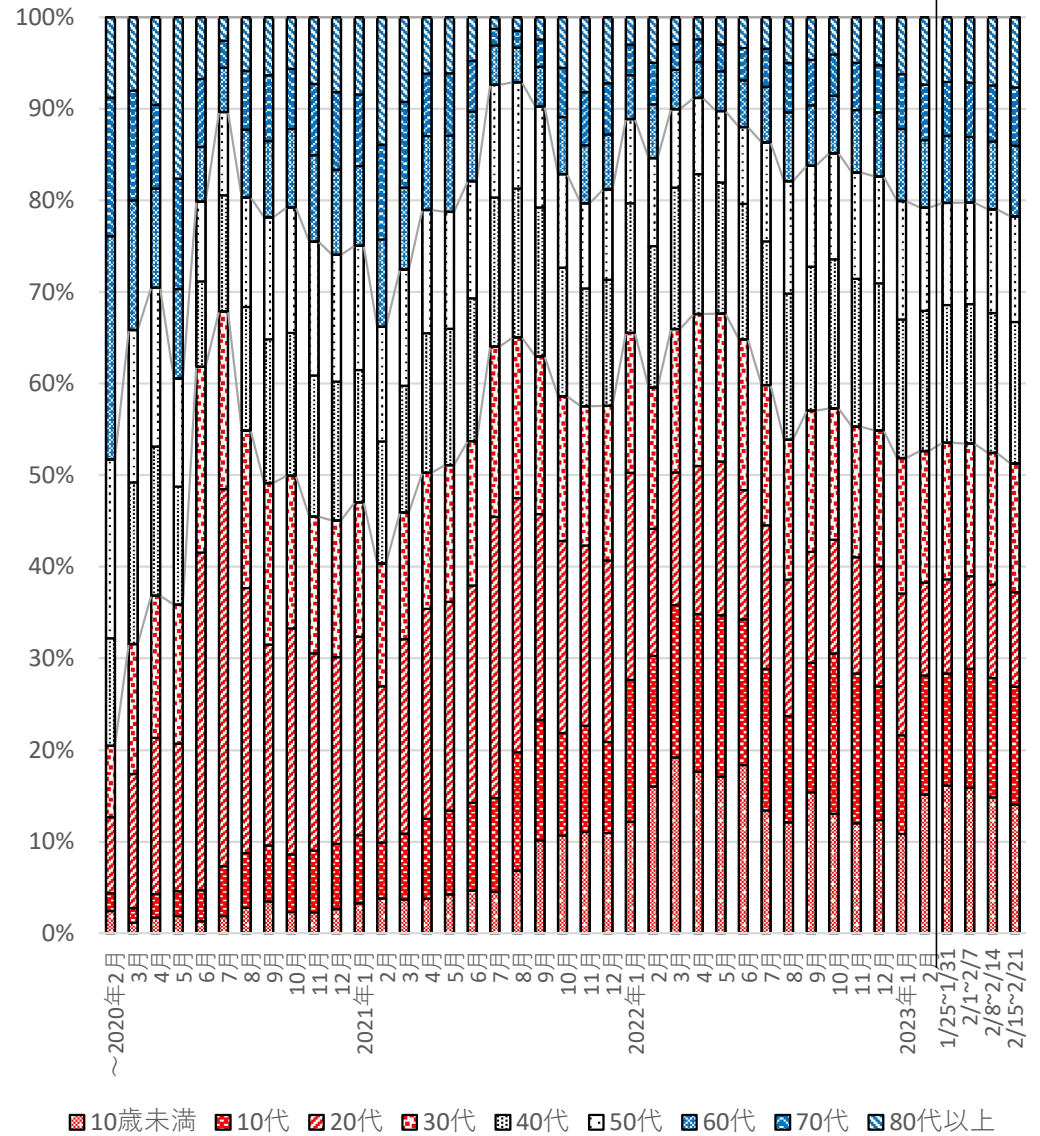 100%
90%
80%
70%
60%
50%
40%
30%
20%
10%
0%
～2020年2月
3月
4月
5月
6月
7月
8月
9月
10月
11月
12月
2021年1月
2月
3月
4月
5月
6月
7月
8月
9月
10月
11月
12月
2022年1月
2月
3月
4月
5月
6月
7月
8月
9月
10月
11月
12月
2023年1月
2月
1/25~1/31
2/1~2/7
2/8~2/14
2/15~2/21
10歳未満 10代 20代 30代 40代 50代 60代 70代 80代以上